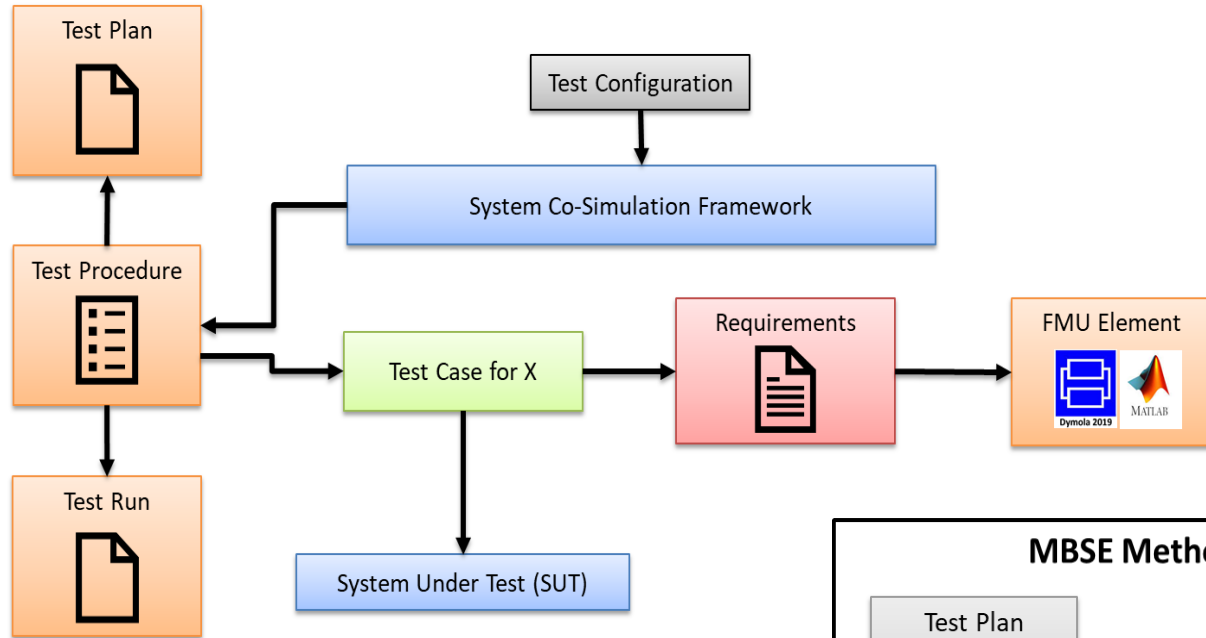 Test Plan
Test Configuration
System Co-Simulation Framework
Test Procedure
Requirements
FMU Element
Test Case for X
Dymola 2019
MATLAB
Test Run
System Under Test (SUT)
MBSE
Test Plan